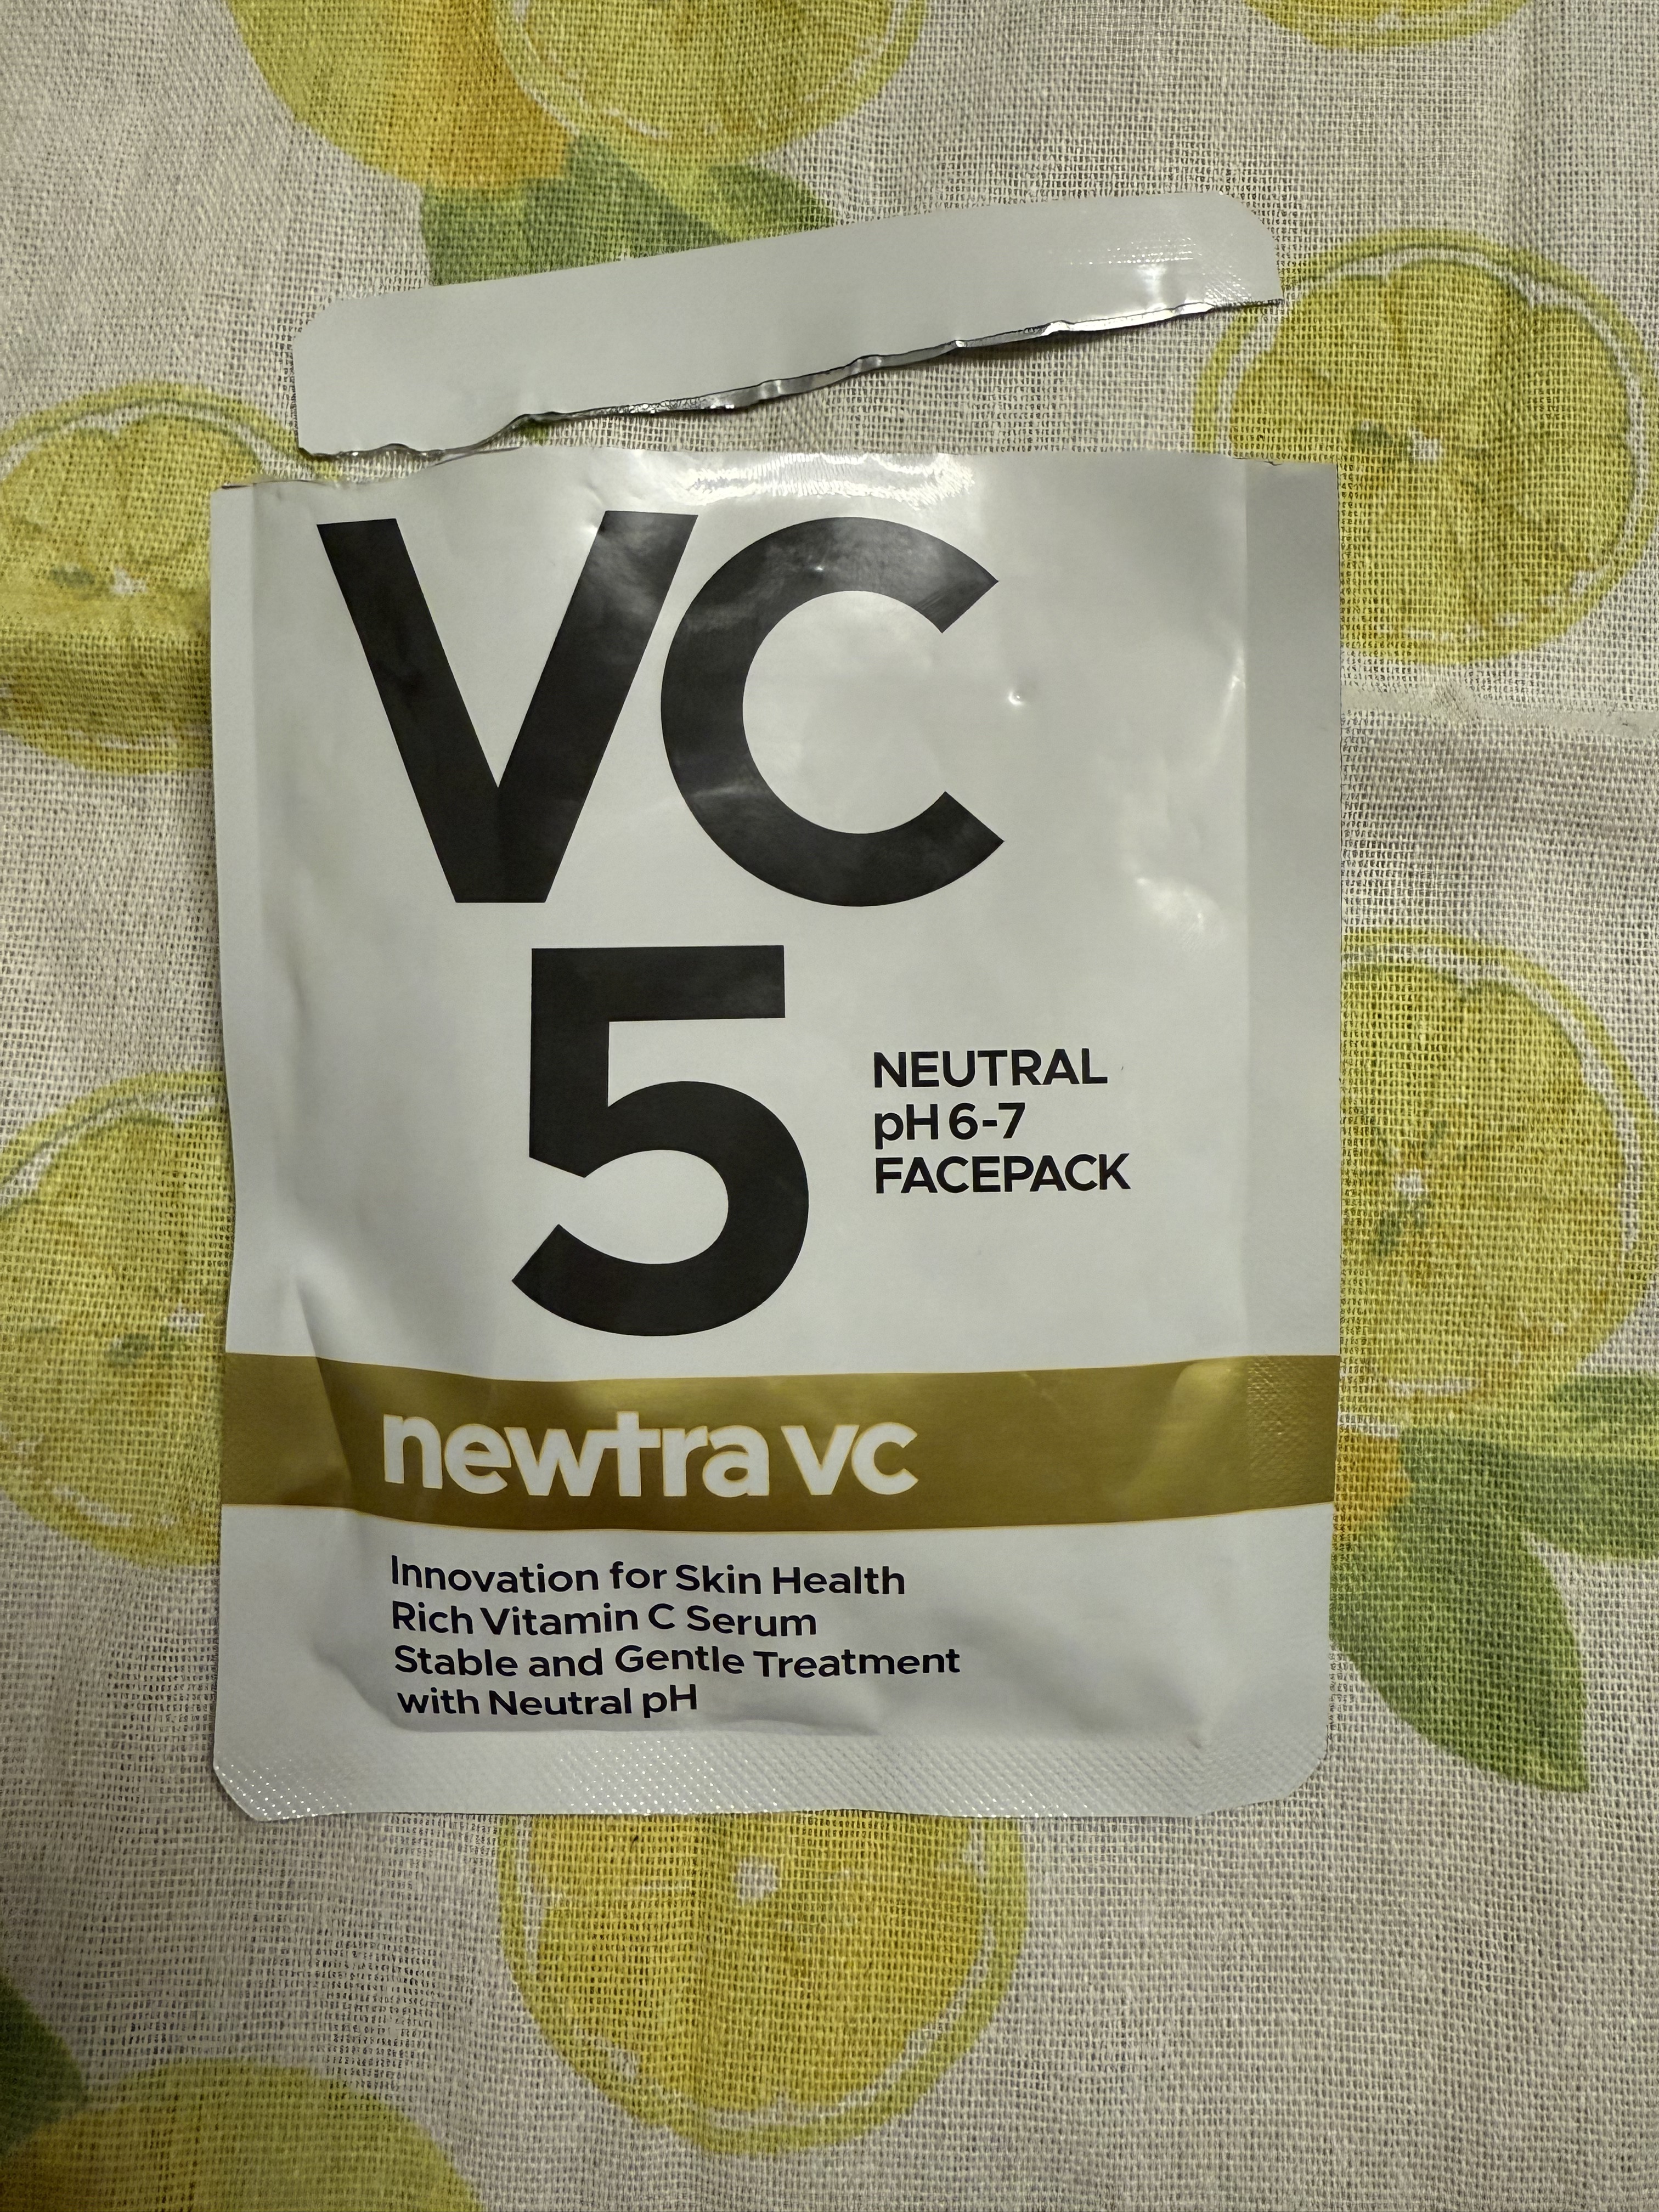 VC
5
NEUTRAL
pH 6-7
FACEPACK
newtra vc
Innovation for Skin Health
Rich Vitamin C Serum
Stable and Gentle Treatment
with Neutral pH